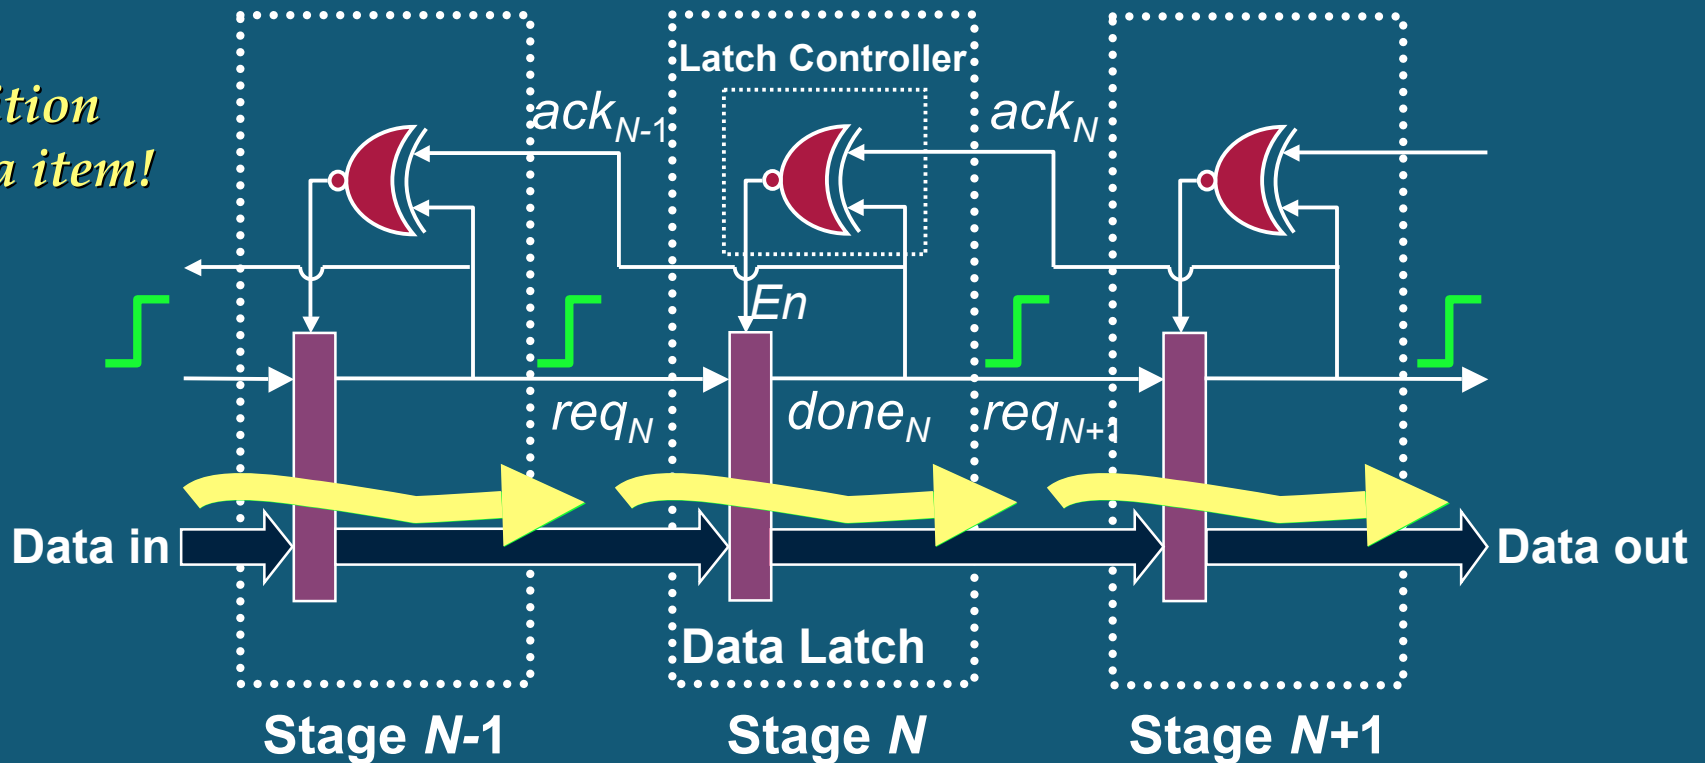 item!
Latch Controller
ackN-1
ackN
En
reqN
doneN
reqN+1
Data in
Data out
Data Latch
Stage N-1
Stage N
Stage N+1